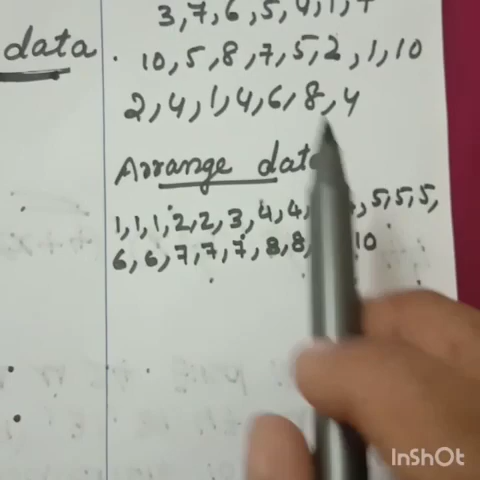 3, 7, 6, 5, 4, 1, 7
data . 10, 5, 8, 7, 5, 2, 1, 10
2, 4, 1, 4, 6, 8, 4
Arrange data
1, 1, 1, 2, 2, 3, 4, 4, 5, 5, 5,
6, 6, 7, 7, 7, 8, 8, 10
InShOt